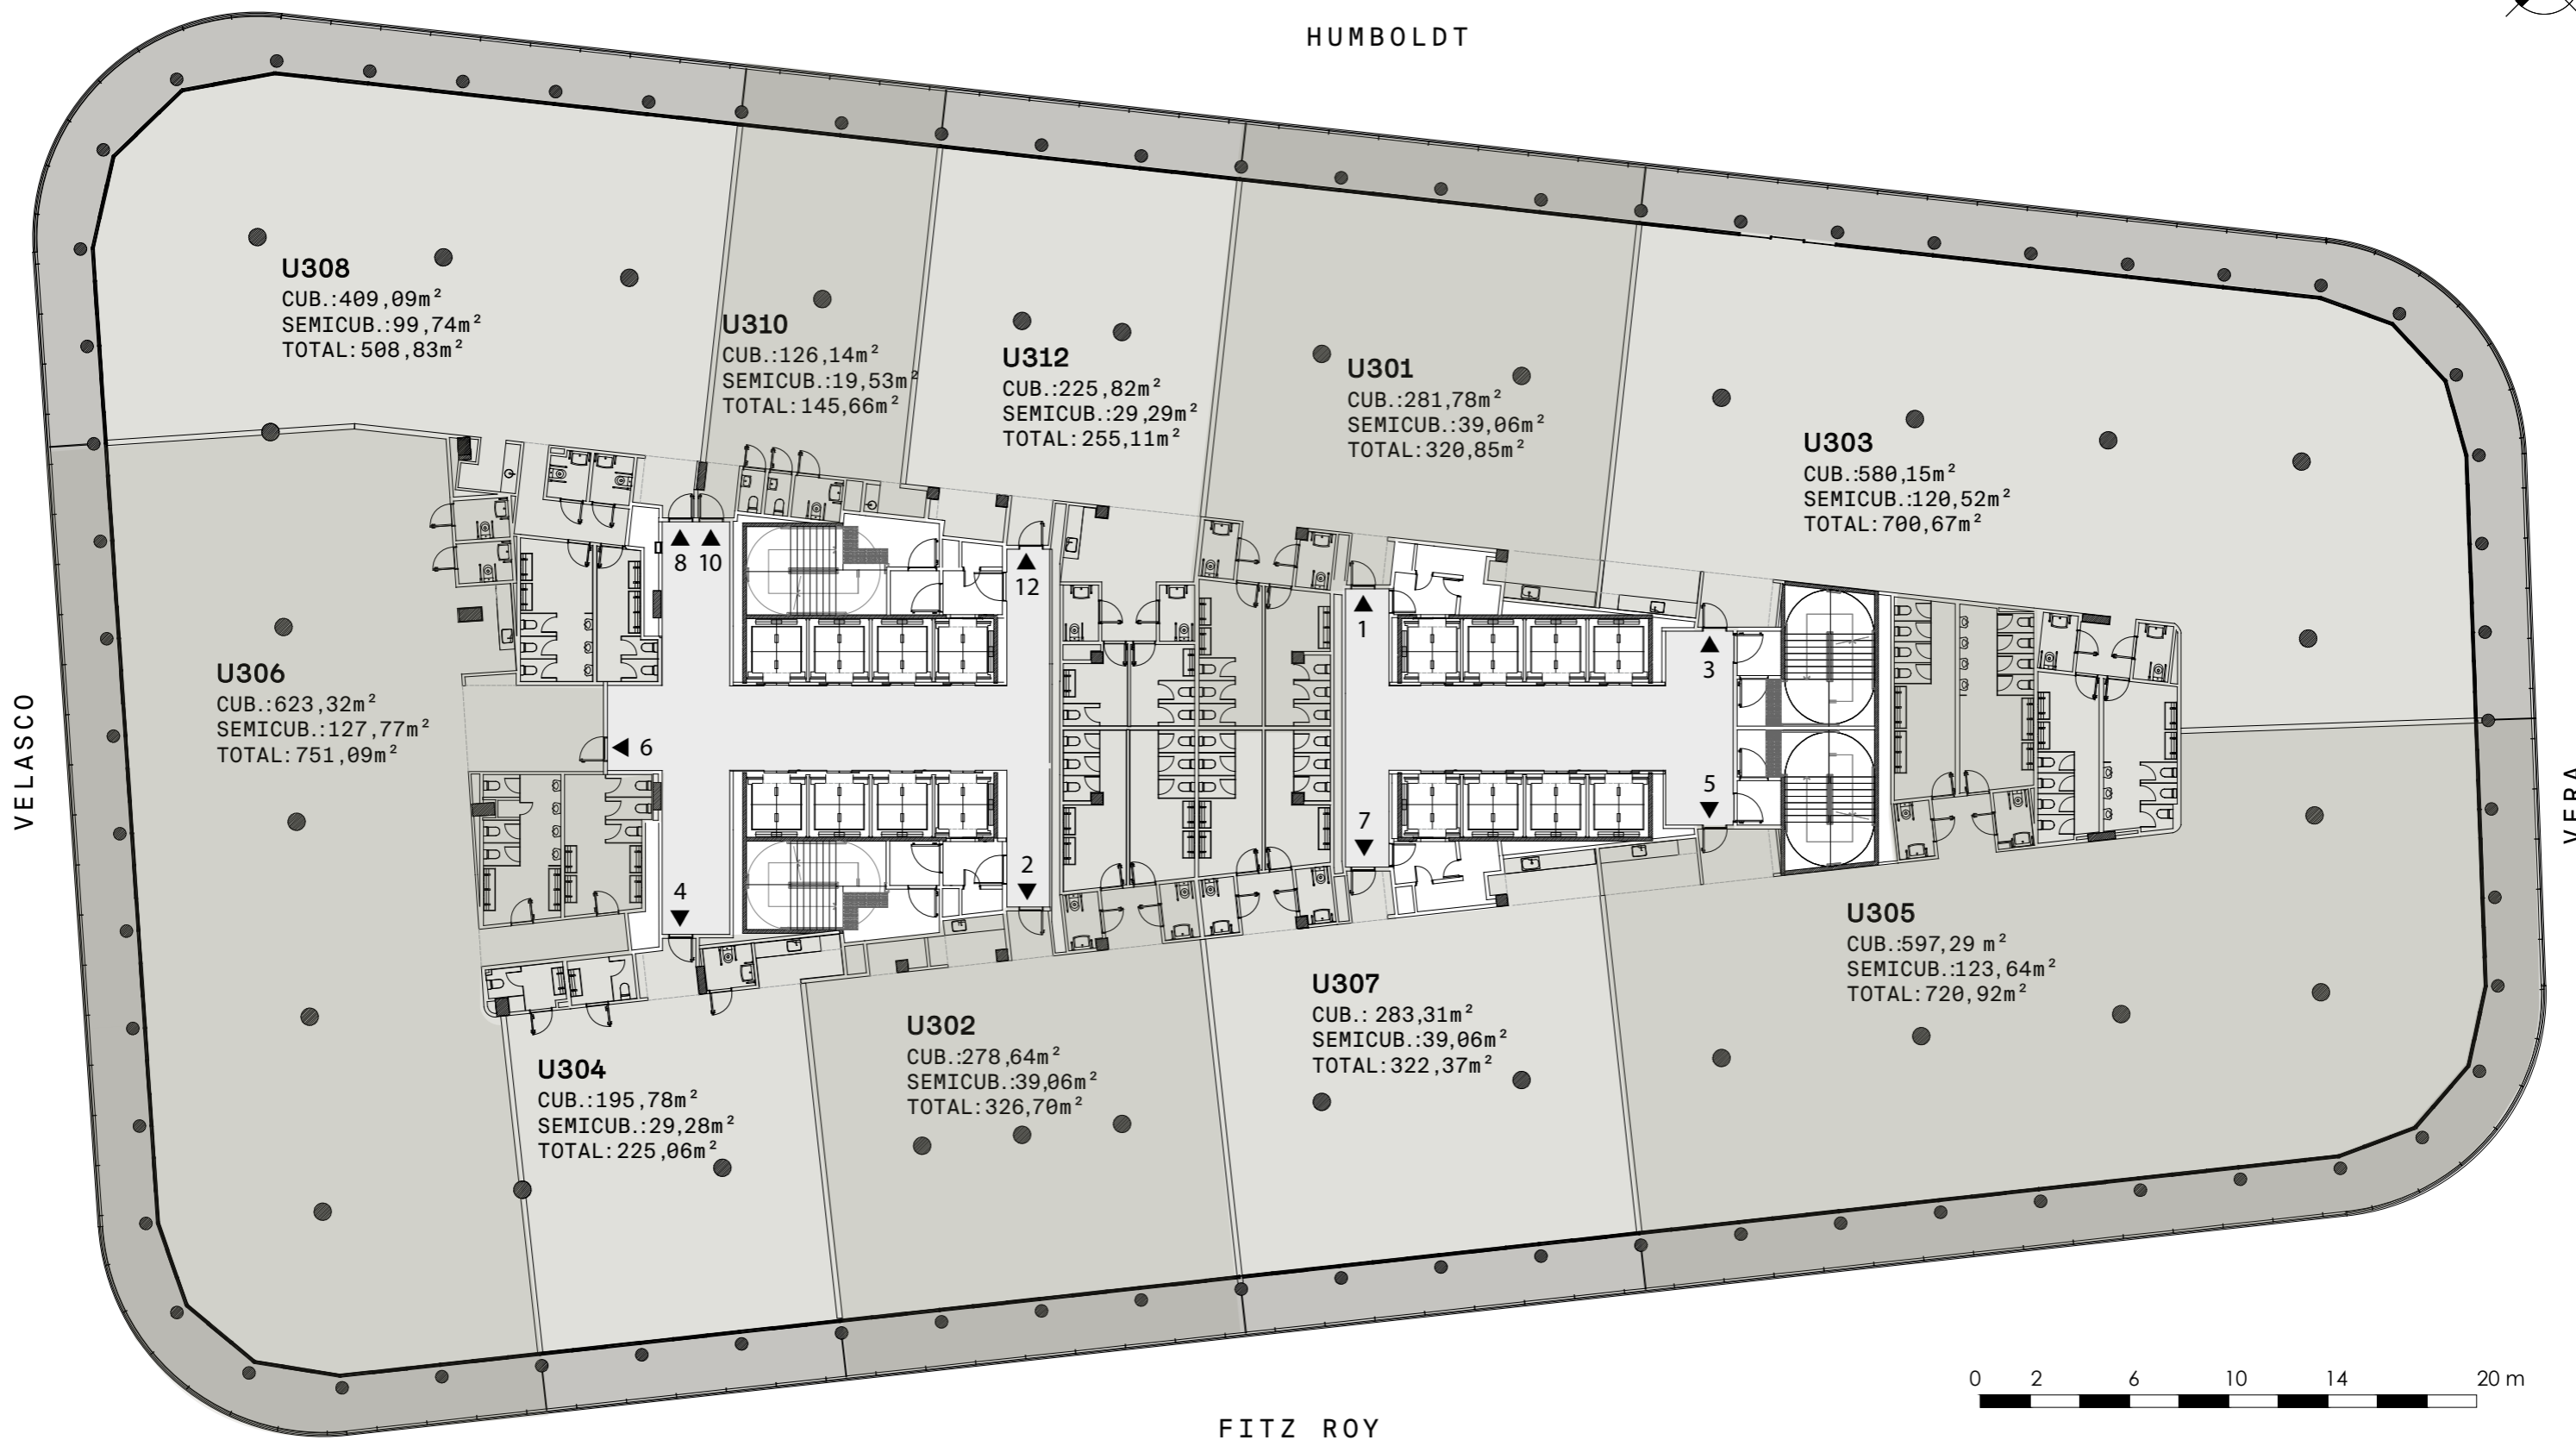 HUMBOLDT
U308
CUB.:409,09m²
SEMICUB.:99,74m²
TOTAL:508,83m²
U310
CUB.:126,14m²
SEMICUB.:19,53m²
TOTAL:145,66m²
U312
CUB.:225,82m²
SEMICUB.:29,29m²
TOTAL:255,11m²
U301
CUB.:281,78m²
SEMICUB.:39,06m²
TOTAL:320,85m²
U303
CUB.:580,15m²
SEMICUB.:120,52m²
TOTAL:700,67m²
8 10
12
1
3
U306
CUB.:623,32m²
SEMICUB.:127,77m²
TOTAL:751,09m²
6
VELASCO
VERA
5
7
2
4
U305
CUB.:597,29 m²
SEMICUB.:123,64m²
TOTAL:720,92m²
U307
CUB.: 283,31m²
SEMICUB.:39,06m²
TOTAL:322,37m²
U302
CUB.:278,64m²
SEMICUB.:39,06m²
TOTAL:326,70m²
U304
CUB.:195,78m²
SEMICUB.:29,28m²
TOTAL:225,06m²
0 2 6 10 14 20 m
FITZ ROY